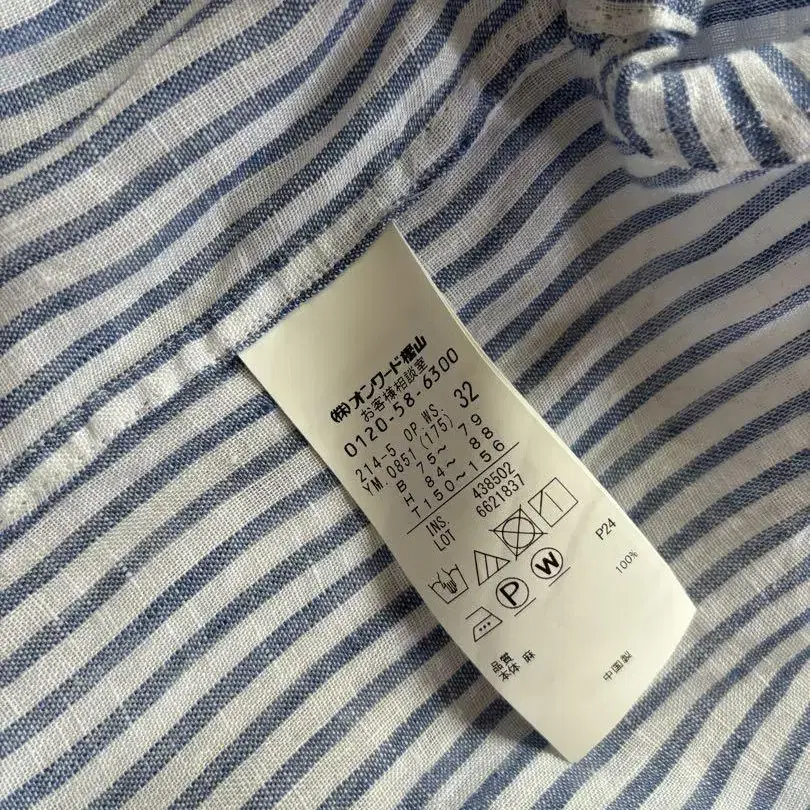 (株)オンワード樫山
お客様相談室
0120-58-6300
214-5 OP.WS. 32
YM.0851(175)
B 75~ 79
H 84~ 88
T150~156
INS. 438502
LOT 6621837
P W
P24
品質
本体 麻 100%
中国製